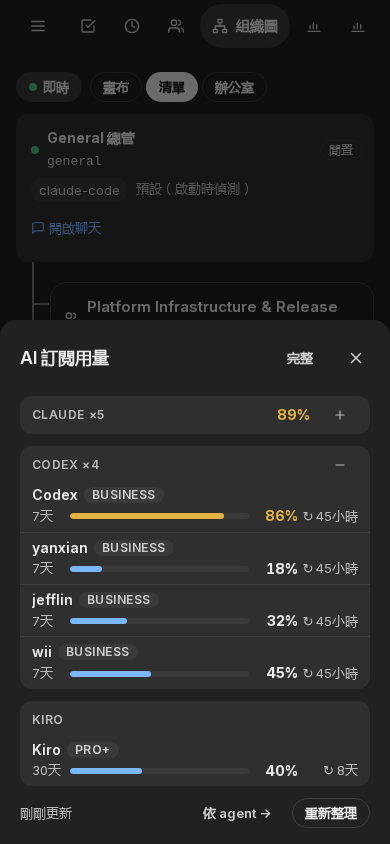 組織圖
即時 畫布 清單 辦公室
General 總管
general
閒置
claude-code 預設（啟動時偵測）
開啟聊天
Platform Infrastructure & Release
AI 訂閱用量 完整
CLAUDE ×5 89% +
CODEX ×4 −
Codex BUSINESS
7天 86% ↻ 45小時
yanxian BUSINESS
7天 18% ↻ 45小時
jefflin BUSINESS
7天 32% ↻ 45小時
wii BUSINESS
7天 45% ↻ 45小時
KIRO
Kiro PRO+
30天 40% ↻ 8天
剛剛更新 依 agent → 重新整理